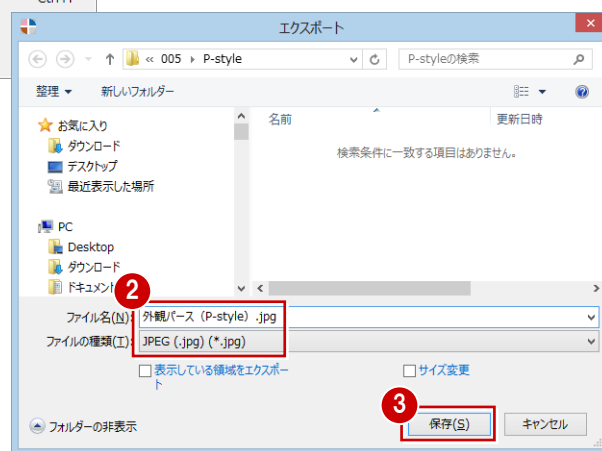 エクスポート
« 005 ▸ P-style
P-styleの検索
整理 ▼ 新しいフォルダー
お気に入り
ダウンロード
デスクトップ
最近表示した場所
PC
Desktop
ダウンロード
ドキュメント
名前 更新日時
検索条件に一致する項目はありません。
2
ファイル名(N): 外観パース（P-style）.jpg
ファイルの種類(T): JPEG (.jpg) (*.jpg)
表示している領域をエクスポー
ト
サイズ変更
3
フォルダーの非表示
保存(S) キャンセル